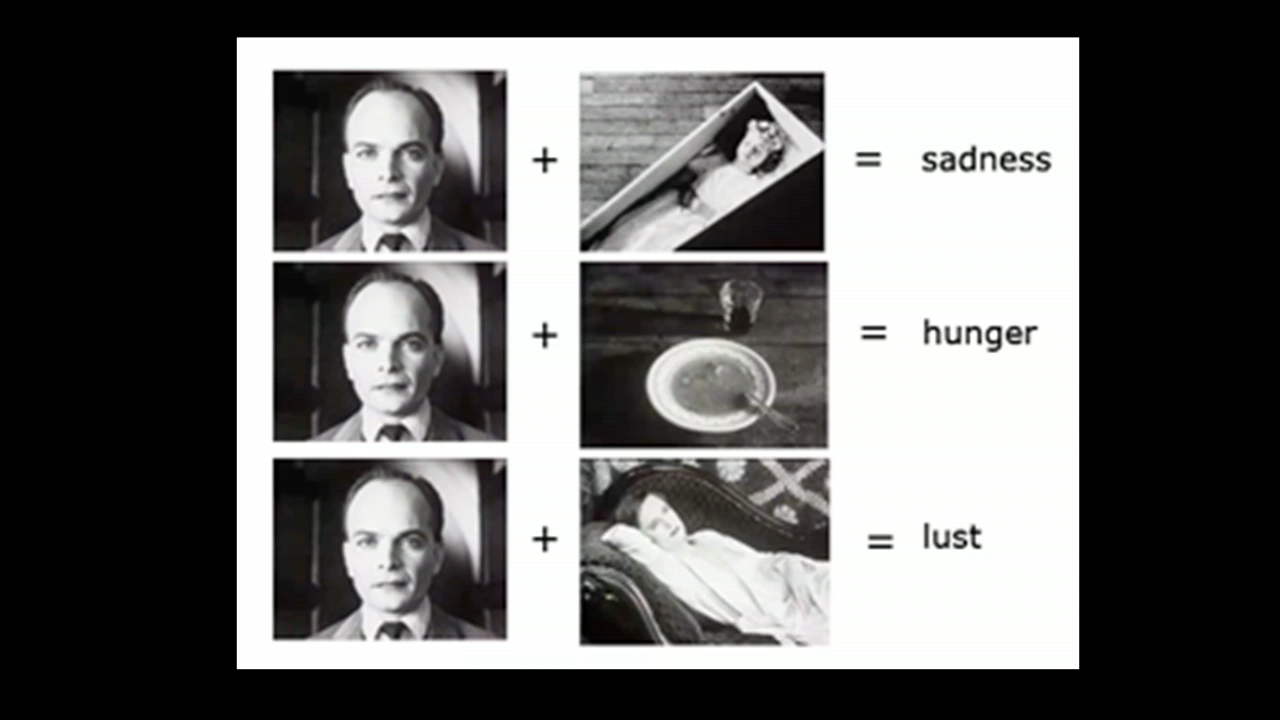 + = sadness
+ = hunger
+ = lust